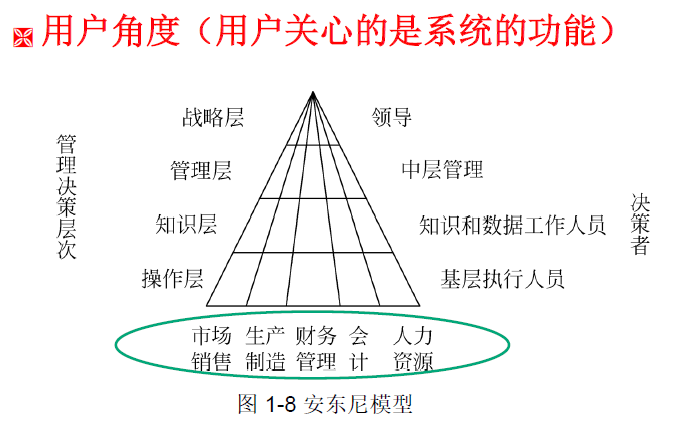 用户角度（用户关心的是系统的功能）
战略层 领导
管理层 中层管理
知识层 知识和数据工作人员
操作层 基层执行人员
管理决策层次
决策者
市场 生产 财务 会 人力
销售 制造 管理 计 资源
图 1-8 安东尼模型